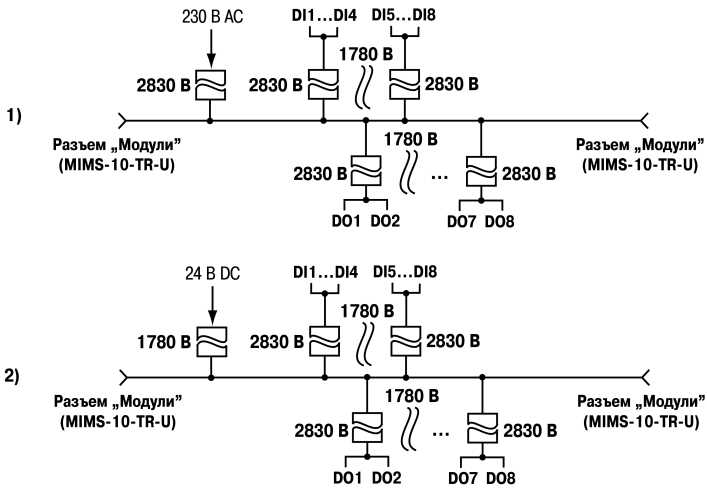 230 В AC
DI1...DI4
DI5...DI8
1780 В
2830 В
2830 В
2830 В
1)
Разъем „Модули”
(MIMS-10-TR-U)
1780 В
Разъем „Модули”
(MIMS-10-TR-U)
2830 В
...
2830 В
DO1 DO2
DO7 DO8
24 В DC
DI1...DI4
DI5...DI8
1780 В
1780 В
2830 В
2830 В
2)
Разъем „Модули”
(MIMS-10-TR-U)
1780 В
Разъем „Модули”
(MIMS-10-TR-U)
2830 В
...
2830 В
DO1 DO2
DO7 DO8